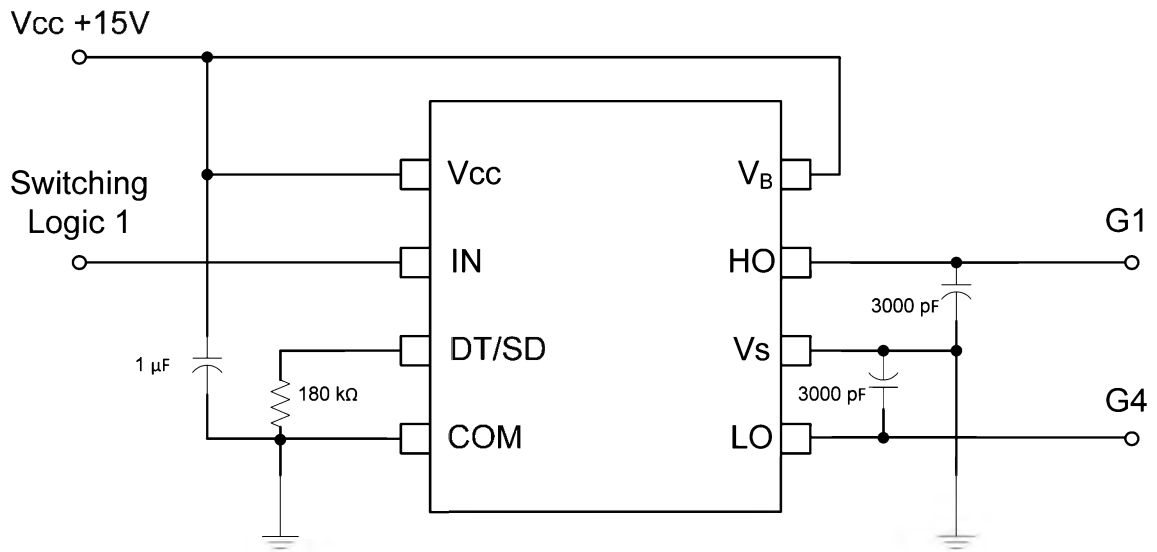 Vcc +15V
Switching
Logic 1
Vcc
IN
DT/SD
COM
VB
HO
Vs
LO
1 µF
180 kΩ
3000 pF
3000 pF
G1
G4